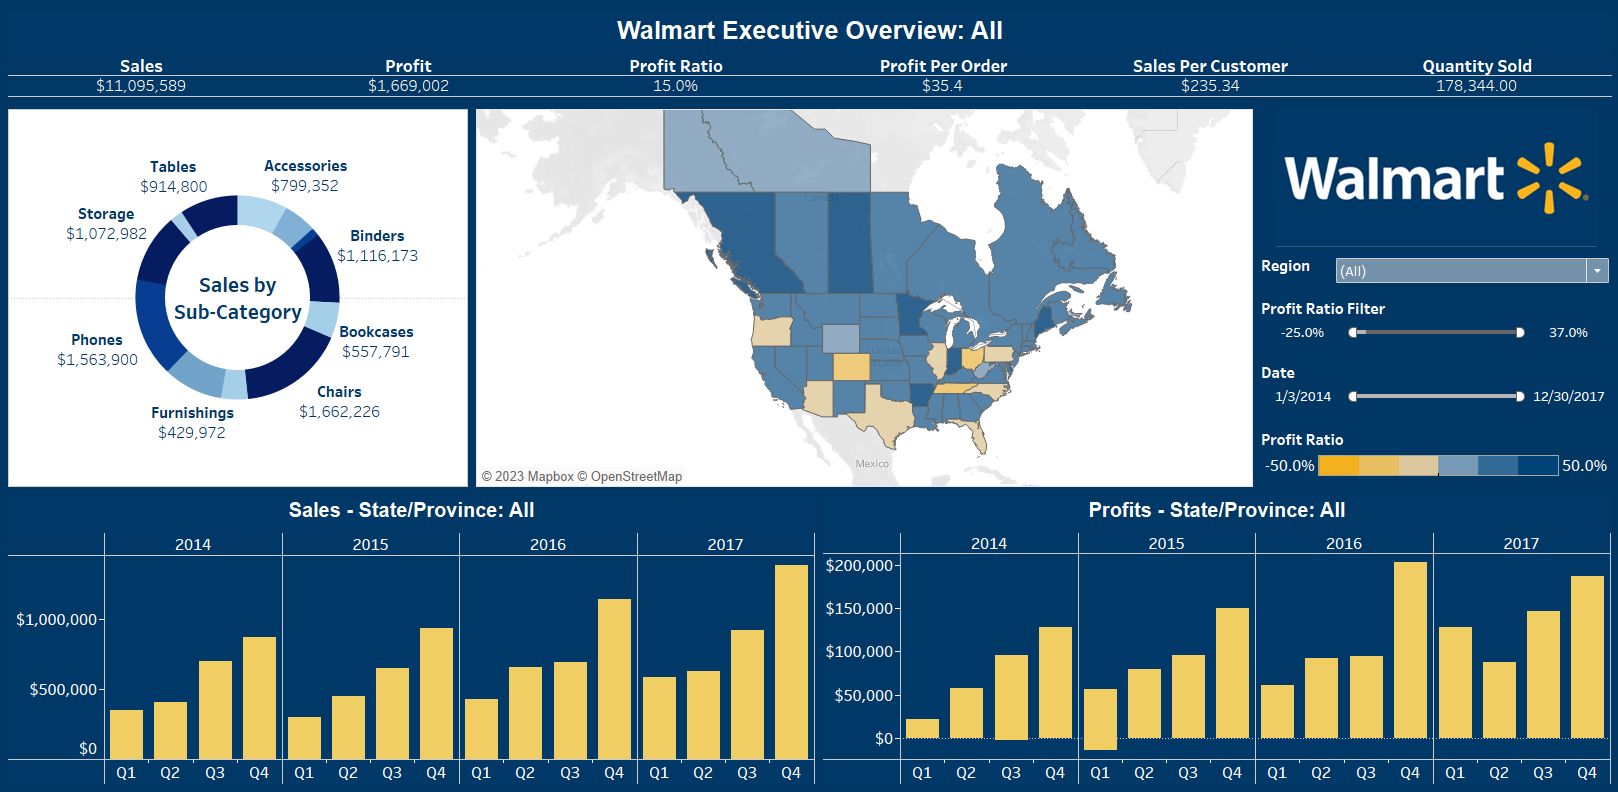 Walmart Executive Overview: All
Sales Profit Profit Ratio Profit Per Order Sales Per Customer Quantity Sold
$11,095,589 $1,669,002 15.0% $35.4 $235.34 178,344.00
Tables
$914,800
Accessories
$799,352
Storage
$1,072,982
Binders
$1,116,173
Sales by
Sub-Category
Phones
$1,563,900
Bookcases
$557,791
Chairs
$1,662,226
Furnishings
$429,972
Canada
United
States
Mexico
© 2023 Mapbox © OpenStreetMap
Walmart
Region (All)
Profit Ratio Filter
-25.0% 37.0%
Date
1/3/2014 12/30/2017
Profit Ratio
-50.0% 50.0%
Sales - State/Province: All
2014 2015 2016 2017
$1,000,000
$500,000
$0
Q1 Q2 Q3 Q4 Q1 Q2 Q3 Q4 Q1 Q2 Q3 Q4 Q1 Q2 Q3 Q4
Profits - State/Province: All
2014 2015 2016 2017
$200,000
$150,000
$100,000
$50,000
$0
Q1 Q2 Q3 Q4 Q1 Q2 Q3 Q4 Q1 Q2 Q3 Q4 Q1 Q2 Q3 Q4